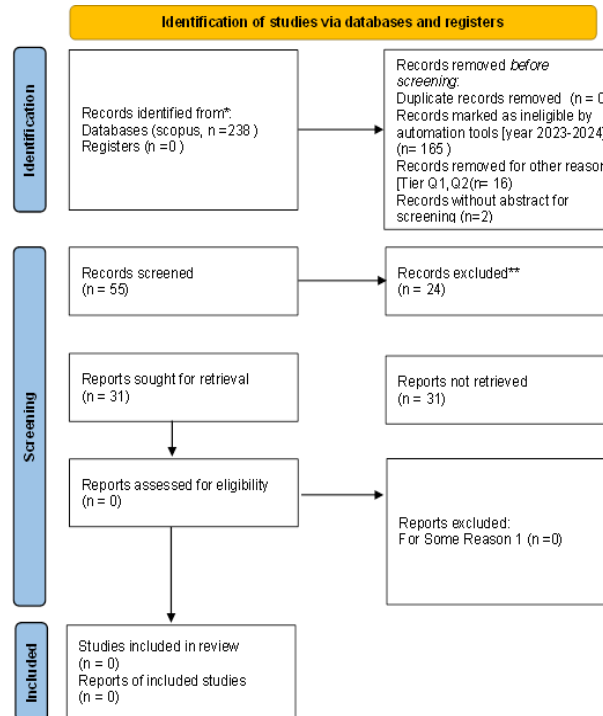 Identification of studies via databases and registers
Identification
Records identified from*:
Databases (scopus, n =238 )
Registers (n =0 )
Records removed before
screening:
Duplicate records removed (n = 0
Records marked as ineligible by
automation tools [year 2023-2024]
(n= 165 )
Records removed for other reason
[Tier Q1,Q2(n= 16)
Records without abstract for
screening (n=2)
Screening
Records screened
(n = 55)
Records excluded**
(n = 24)
Reports sought for retrieval
(n = 31)
Reports not retrieved
(n = 31)
Reports assessed for eligibility
(n = 0)
Reports excluded:
For Some Reason 1 (n =0)
Included
Studies included in review
(n = 0)
Reports of included studies
(n = 0)